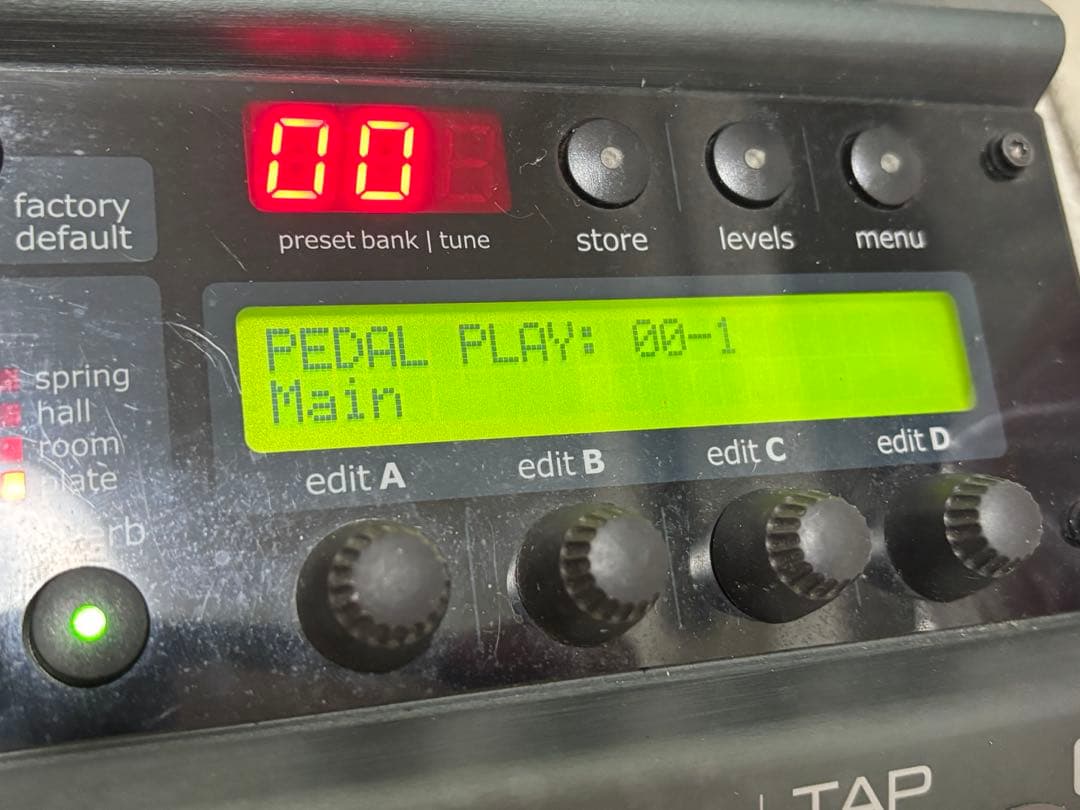 00
factory
default
preset bank | tune
store
levels
menu
PEDAL PLAY: 00-1
Main
spring
hall
room
plate
edit A
edit B
edit C
edit D
TAP